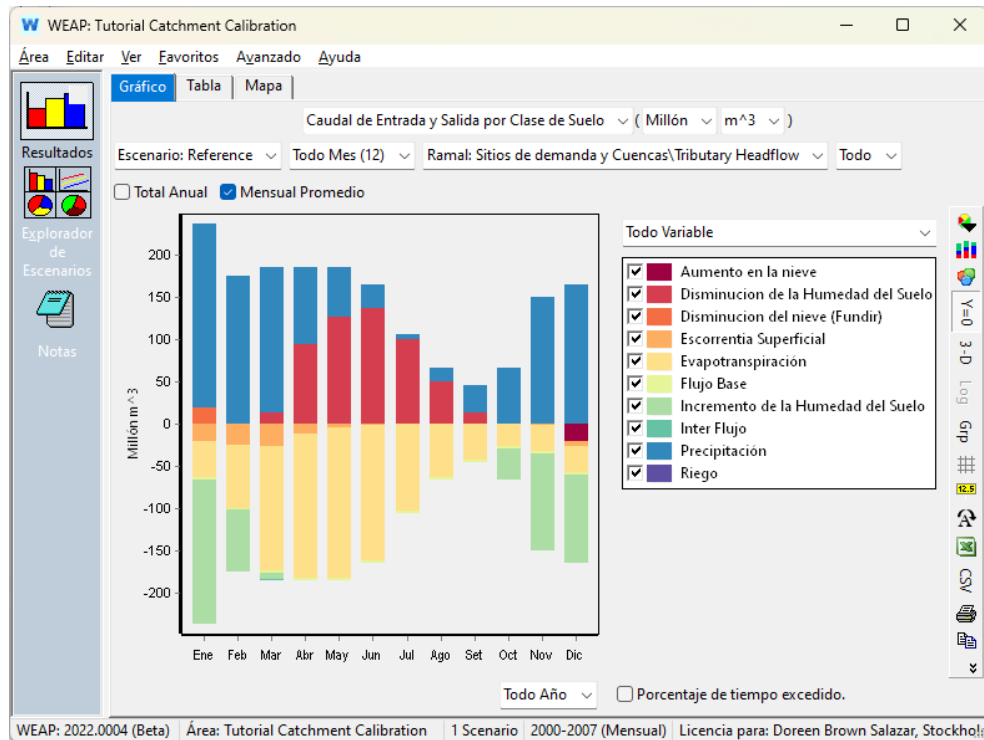 W WEAP: Tutorial Catchment Calibration
Área Editar Ver Favoritos Avanzado Ayuda
Gráfico Tabla Mapa
Caudal de Entrada y Salida por Clase de Suelo ( Millón m^3 )
Resultados
Escenario: Reference Todo Mes (12) Ramal: Sitios de demanda y Cuencas\Tributary Headflow Todo
Total Anual Mensual Promedio
Explorador
de
Escenarios
Notas
Millón m^3
200
150
100
50
0
-50
-100
-150
-200
Ene Feb Mar Abr May Jun Jul Ago Set Oct Nov Dic
Todo Variable
Aumento en la nieve
Disminucion de la Humedad del Suelo
Disminucion del nieve (Fundir)
Escorrentia Superficial
Evapotranspiración
Flujo Base
Incremento de la Humedad del Suelo
Inter Flujo
Precipitación
Riego
Y=0
3-D
Log
Grp
12.5
A
CSV
Todo Año Porcentaje de tiempo excedido.
WEAP: 2022.0004 (Beta) Área: Tutorial Catchment Calibration 1 Scenario 2000-2007 (Mensual) Licencia para: Doreen Brown Salazar,